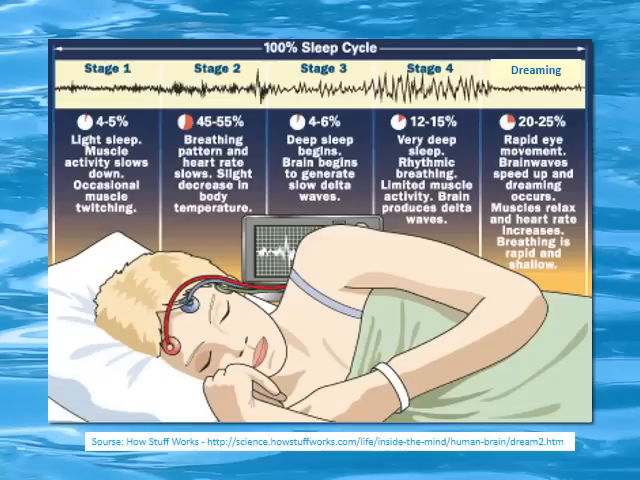 100% Sleep Cycle
Stage 1
Stage 2
Stage 3
Stage 4
Dreaming
4-5%
Light sleep.
Muscle
activity slows
down.
Occasional
muscle
twitching.
45-55%
Breathing
pattern and
heart rate
slows. Slight
decrease in
body
temperature.
4-6%
Deep sleep
begins.
Brain begins
to generate
slow delta
waves.
12-15%
Very deep
sleep.
Rhythmic
breathing.
Limited muscle
activity. Brain
produces delta
waves.
20-25%
Rapid eye
movement.
Brainwaves
speed up and
dreaming
occurs.
Muscles relax
and heart rate
increases.
Breathing is
rapid and
shallow.
Sourse: How Stuff Works - http://science.howstuffworks.com/life/inside-the-mind/human-brain/dream2.htm